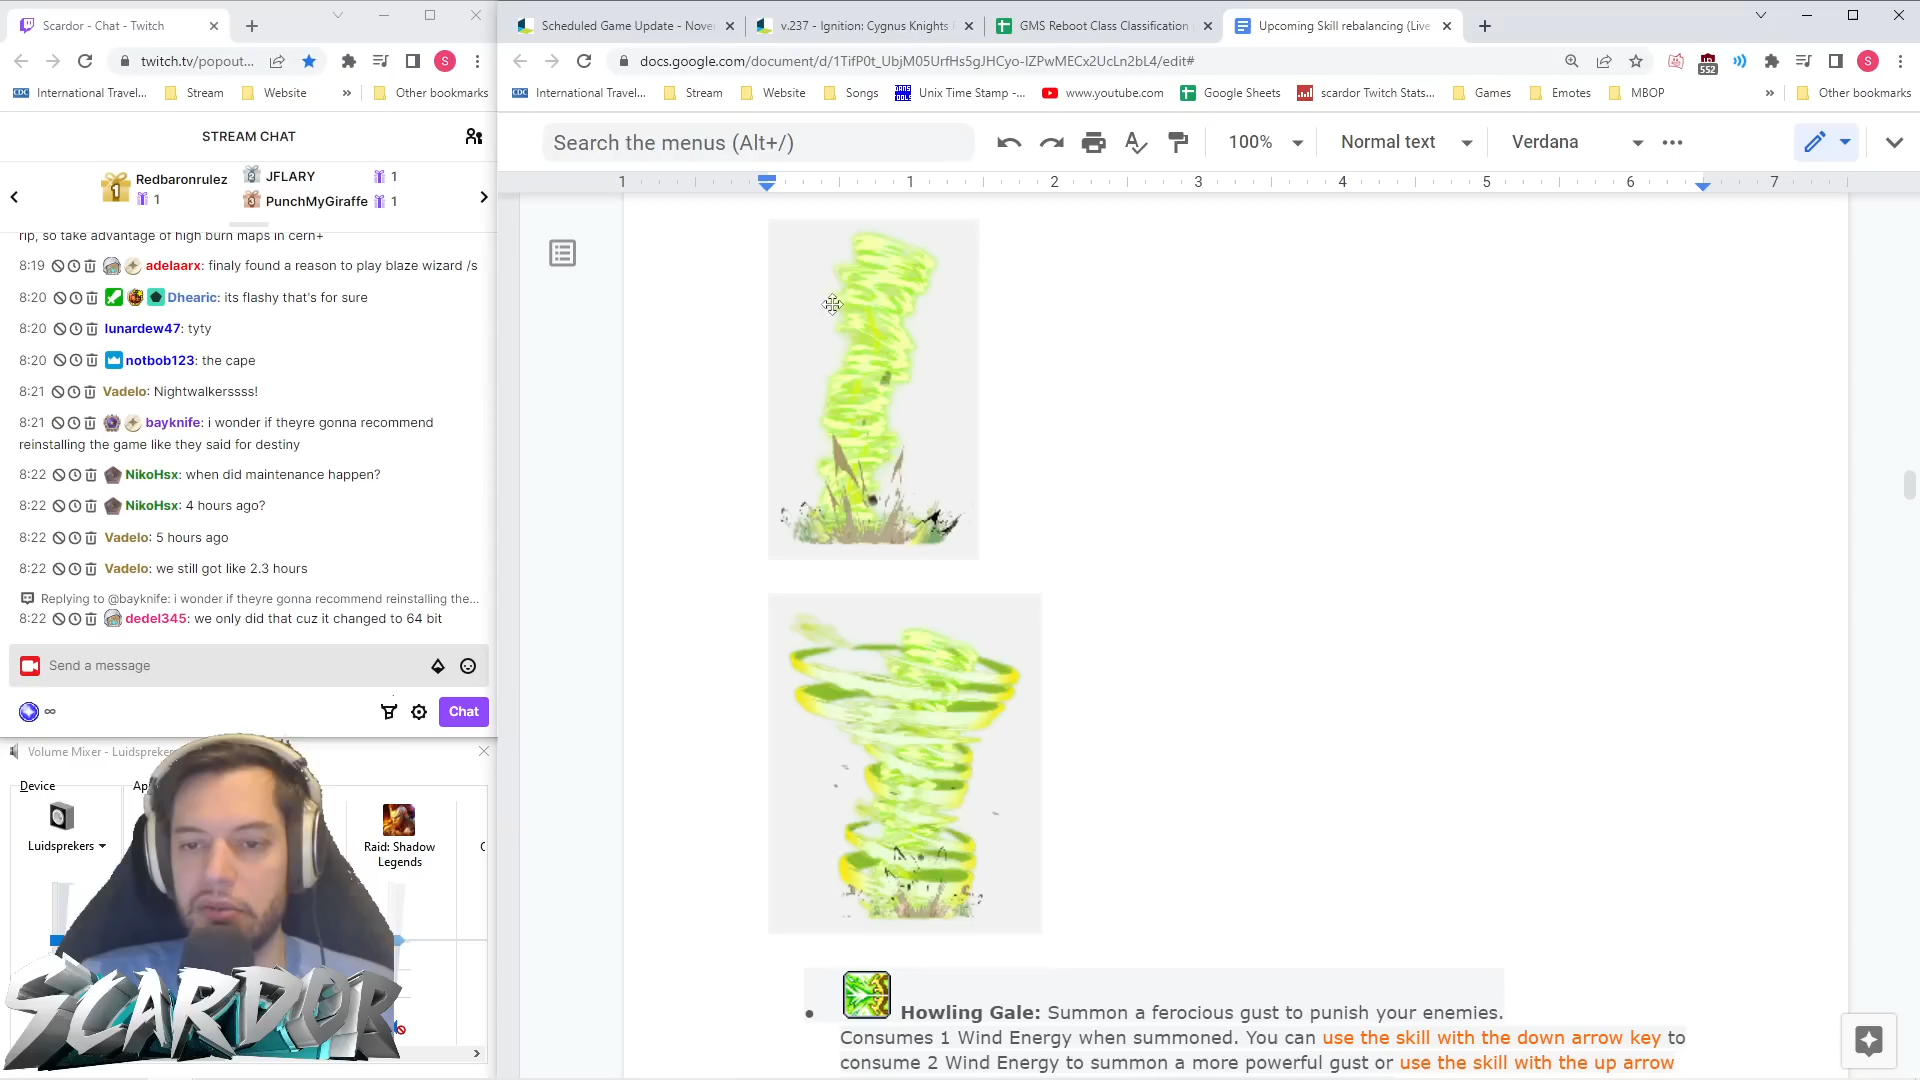 Scardor - Chat - Twitch
twitch.tv/popout...
International Travel...
Stream
Website
Other bookmarks
STREAM CHAT
1
Redbaronrulez
1
2
JFLARY
1
3
PunchMyGiraffe
1
rip, so take advantage of high burn maps in cern+
8:19 adelaarx: finaly found a reason to play blaze wizard /s
8:20 Dhearic: its flashy that's for sure
8:20 lunardew47: tyty
8:20 notbob123: the cape
8:21 Vadelo: Nightwalkerssss!
8:21 bayknife: i wonder if theyre gonna recommend
reinstalling the game like they said for destiny
8:22 NikoHsx: when did maintenance happen?
8:22 NikoHsx: 4 hours ago?
8:22 Vadelo: 5 hours ago
8:22 Vadelo: we still got like 2.3 hours
Replying to @bayknife: i wonder if theyre gonna recommend reinstalling the...
8:22 dedel345: we only did that cuz it changed to 64 bit
Send a message
∞
Chat
Volume Mixer - Luidspreke
Device
Ap
Luidsprekers
Raid: Shadow
Legends
SCARDOR
Scheduled Game Update - Nove
v.237 - Ignition: Cygnus Knights
GMS Reboot Class Classification
Upcoming Skill rebalancing (Live
docs.google.com/document/d/1TifP0t_UbjM05UrfHs5gJHCyo-IZPwMECx2UcLn2bL4/edit#
552
S
International Travel...
Stream
Website
Songs
Unix Time Stamp -...
www.youtube.com
Google Sheets
scardor Twitch Stats...
Games
Emotes
MBOP
Other bookmarks
Search the menus (Alt+/)
100%
Normal text
Verdana
1 1 2 3 4 5 6 7
• Howling Gale: Summon a ferocious gust to punish your enemies.
Consumes 1 Wind Energy when summoned. You can use the skill with the down arrow key to
consume 2 Wind Energy to summon a more powerful gust or use the skill with the up arrow